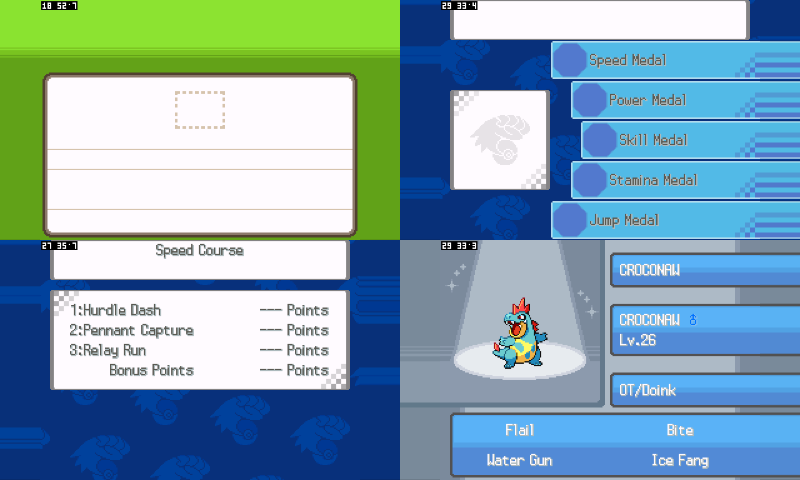 18 52:7
29 33:4
Speed Medal
Power Medal
Skill Medal
Stamina Medal
Jump Medal
27 35:7
Speed Course
1:Hurdle Dash --- Points
2:Pennant Capture --- Points
3:Relay Run --- Points
Bonus Points --- Points
29 33:3
CROCONAW
CROCONAW ♂
Lv.26
OT/Doink
Flail Bite
Water Gun Ice Fang